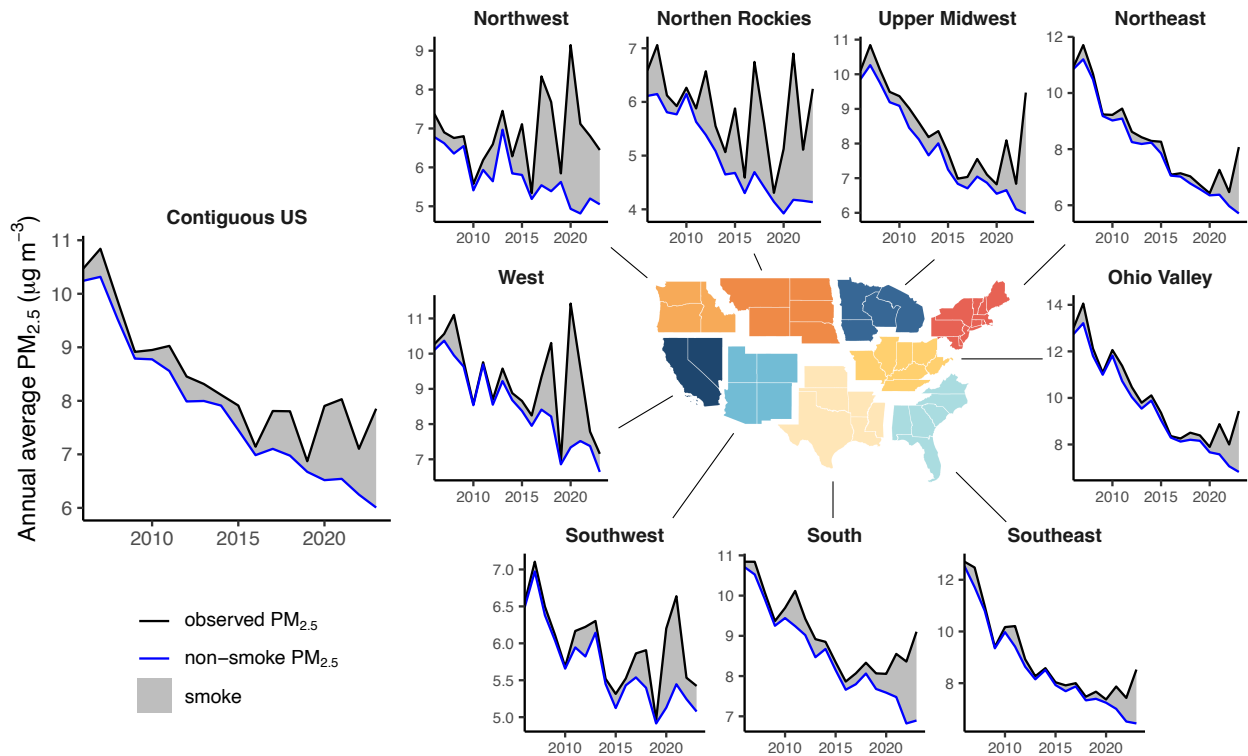 Northwest
Northen Rockies
Upper Midwest
Northeast
9
8
7
6
5
2010 2015 2020
7
6
5
4
2010 2015 2020
11
10
9
8
7
6
2010 2015 2020
12
10
8
6
2010 2015 2020
Contiguous US
Annual average PM2.5 (μg m−3)
11
10
9
8
7
6
2010 2015 2020
West
11
10
9
8
7
2010 2015 2020
Ohio Valley
14
12
10
8
2010 2015 2020
Southwest
7.0
6.5
6.0
5.5
5.0
2010 2015 2020
South
11
10
9
8
7
2010 2015 2020
Southeast
12
10
8
2010 2015 2020
observed PM2.5
non−smoke PM2.5
smoke